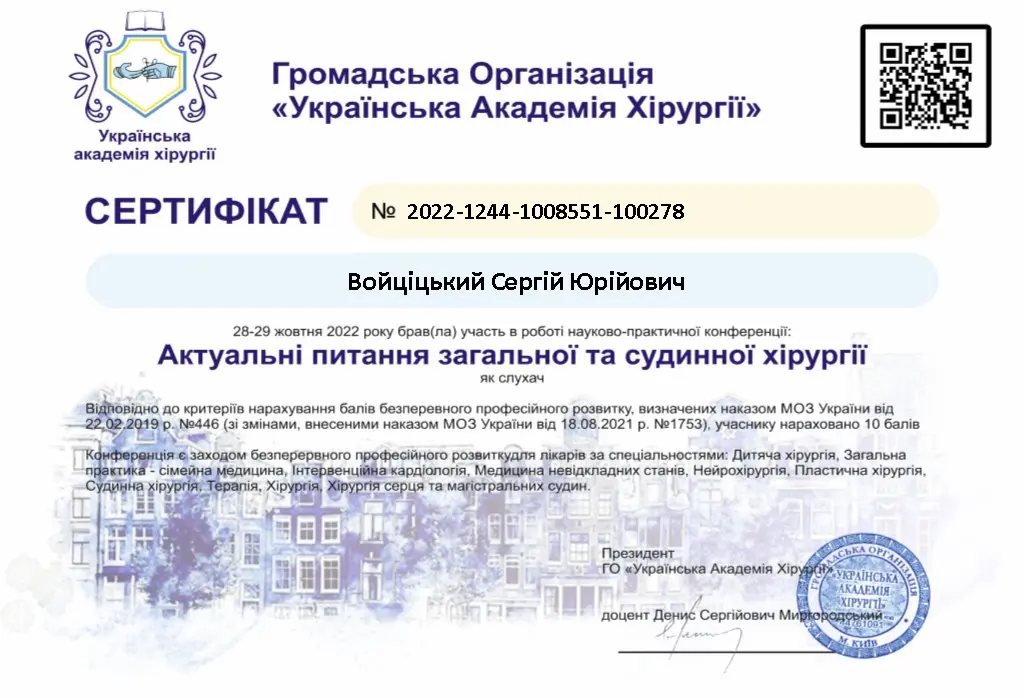 Українська
академія хірургії
Громадська Організація
«Українська Академія Хірургії»
СЕРТИФІКАТ
№ 2022-1244-1008551-100278
Войціцький Сергій Юрійович
28-29 жовтня 2022 року брав(ла) участь в роботі науково-практичної конференції:
Актуальні питання загальної та судинної хірургії
як слухач
Відповідно до критеріїв нарахування балів безперевного професійного розвитку, визначених наказом МОЗ України від
22.02.2019 р. №446 (зі змінами, внесеними наказом МОЗ України від 18.08.2021 р. №1753), учаснику нараховано 10 балів
Конференція є заходом безперервного професійного розвиткудля лікарів за спеціальностями: Дитяча хірургія, Загальна
практика - сімейна медицина, Інтервенційна кардіологія, Медицина невідкладних станів, Нейрохірургія, Пластична хірургія,
Судинна хірургія, Терапія, Хірургія, Хірургія серця та магістральних судин.
Президент
ГО «Українська Академія Хірургії»
доцент Денис Сергійович Миргородський
ГРОМАДСЬКА ОРГАНІЗАЦІЯ
«УКРАЇНСЬКА
АКАДЕМІЯ
ХІРУРГІЇ»
44761091
М. КИЇВ